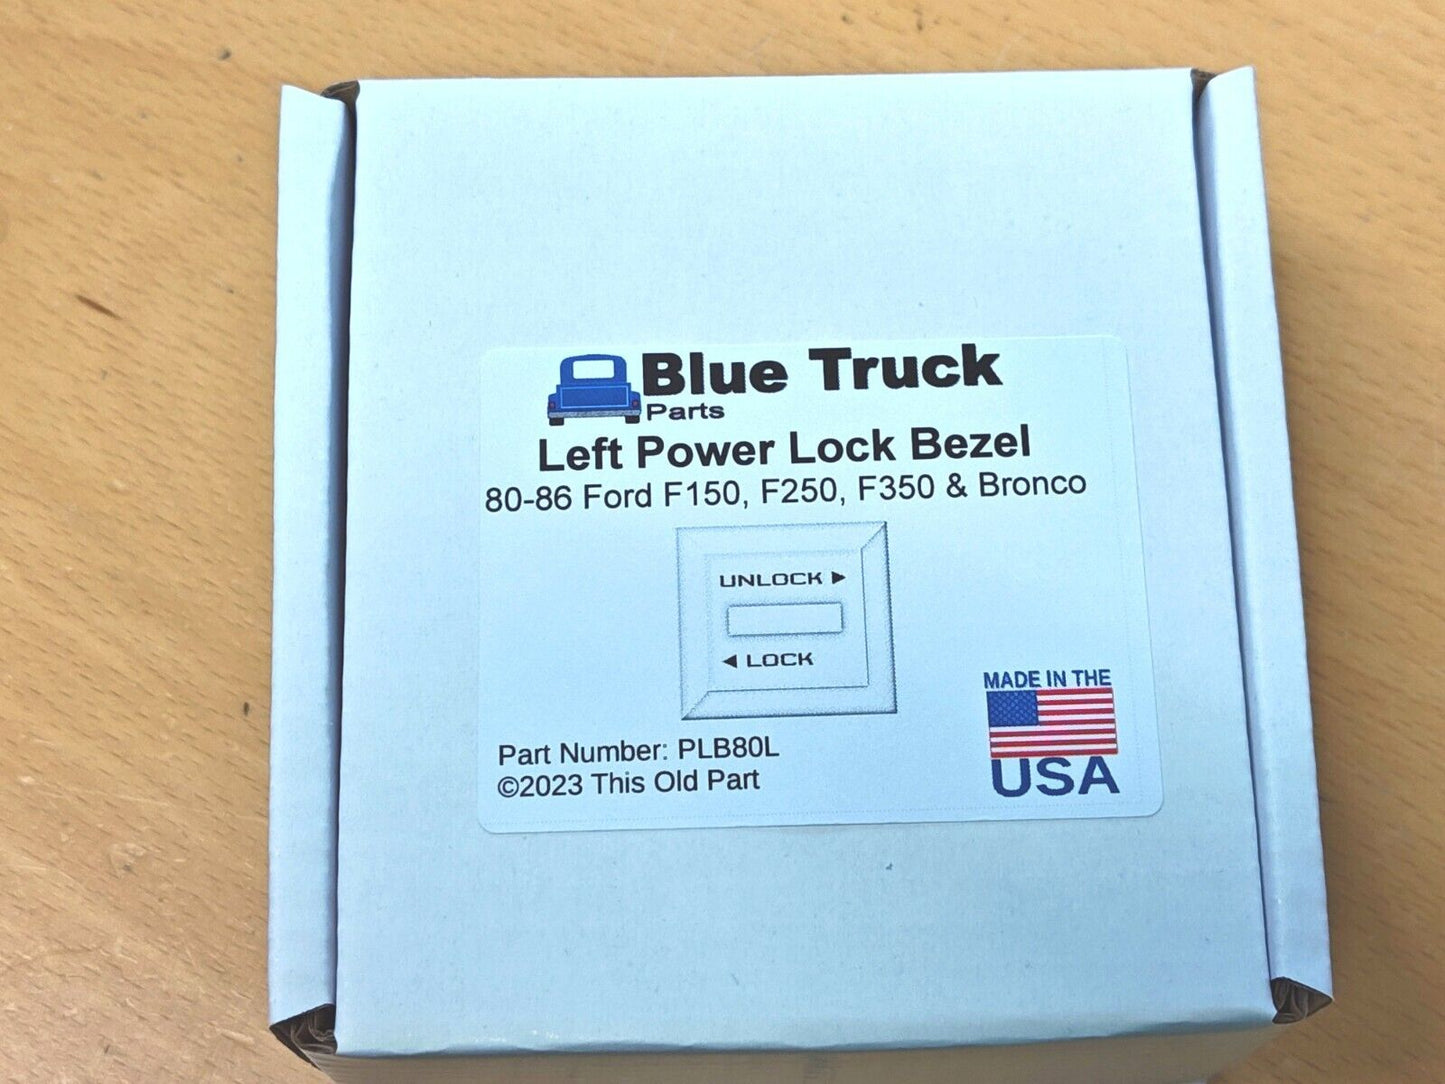 Blue Truck
Parts
Left Power Lock Bezel
80-86 Ford F150, F250, F350 & Bronco
UNLOCK ▶
◀ LOCK
MADE IN THE
USA
Part Number: PLB80L
©2023 This Old Part